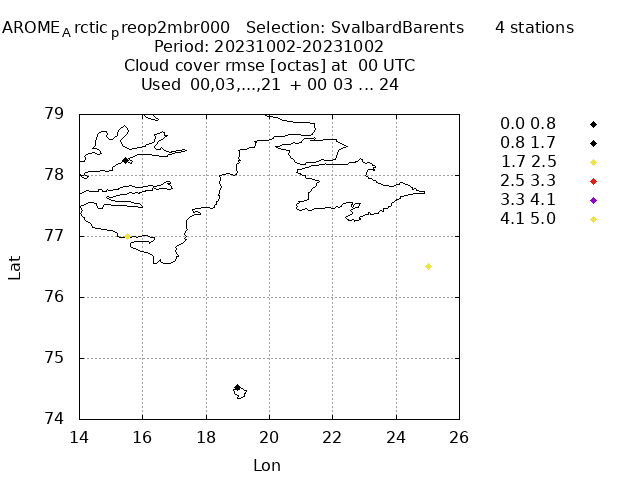 AROME_Arctic_preop2mbr000 Selection: SvalbardBarents 4 stations
Period: 20231002-20231002
Cloud cover rmse [octas] at 00 UTC
Used 00,03,...,21 + 00 03 ... 24
0.0 0.8
0.8 1.7
1.7 2.5
2.5 3.3
3.3 4.1
4.1 5.0
79
78
77
76
75
74
Lat
14 16 18 20 22 24 26
Lon